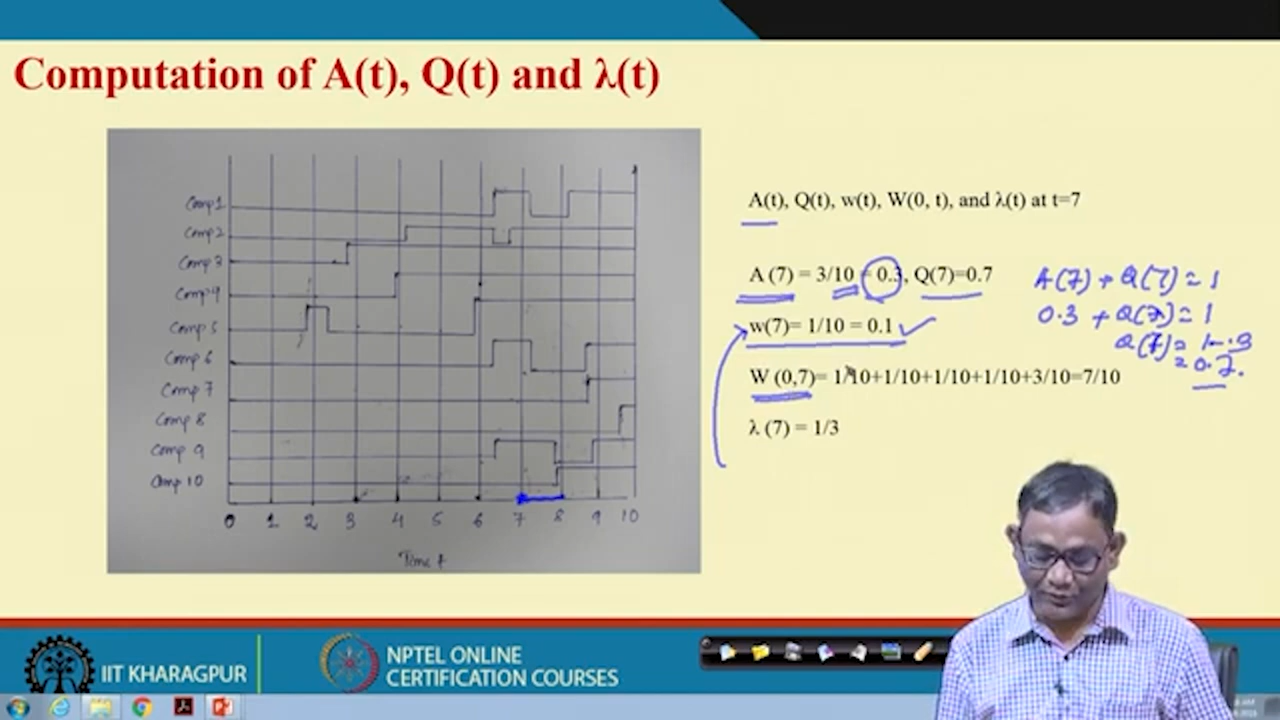 Computation of A(t), Q(t) and λ(t)
Comp 1
Comp 2
Comp 3
Comp 4
Comp 5
Comp 6
Comp 7
Comp 8
Comp 9
Comp 10
0 1 2 3 4 5 6 7 8 9 10
Time t
A(t), Q(t), w(t), W(0, t), and λ(t) at t=7
A (7) = 3/10 = 0.3, Q(7)=0.7
w(7)= 1/10 = 0.1
W (0,7)= 1/10+1/10+1/10+1/10+3/10=7/10
λ (7) = 1/3
A(7) + Q(7) = 1
0.3 + Q(7) = 1
Q(7) = 1-.3
= 0.7.
IIT KHARAGPUR
NPTEL ONLINE
CERTIFICATION COURSES